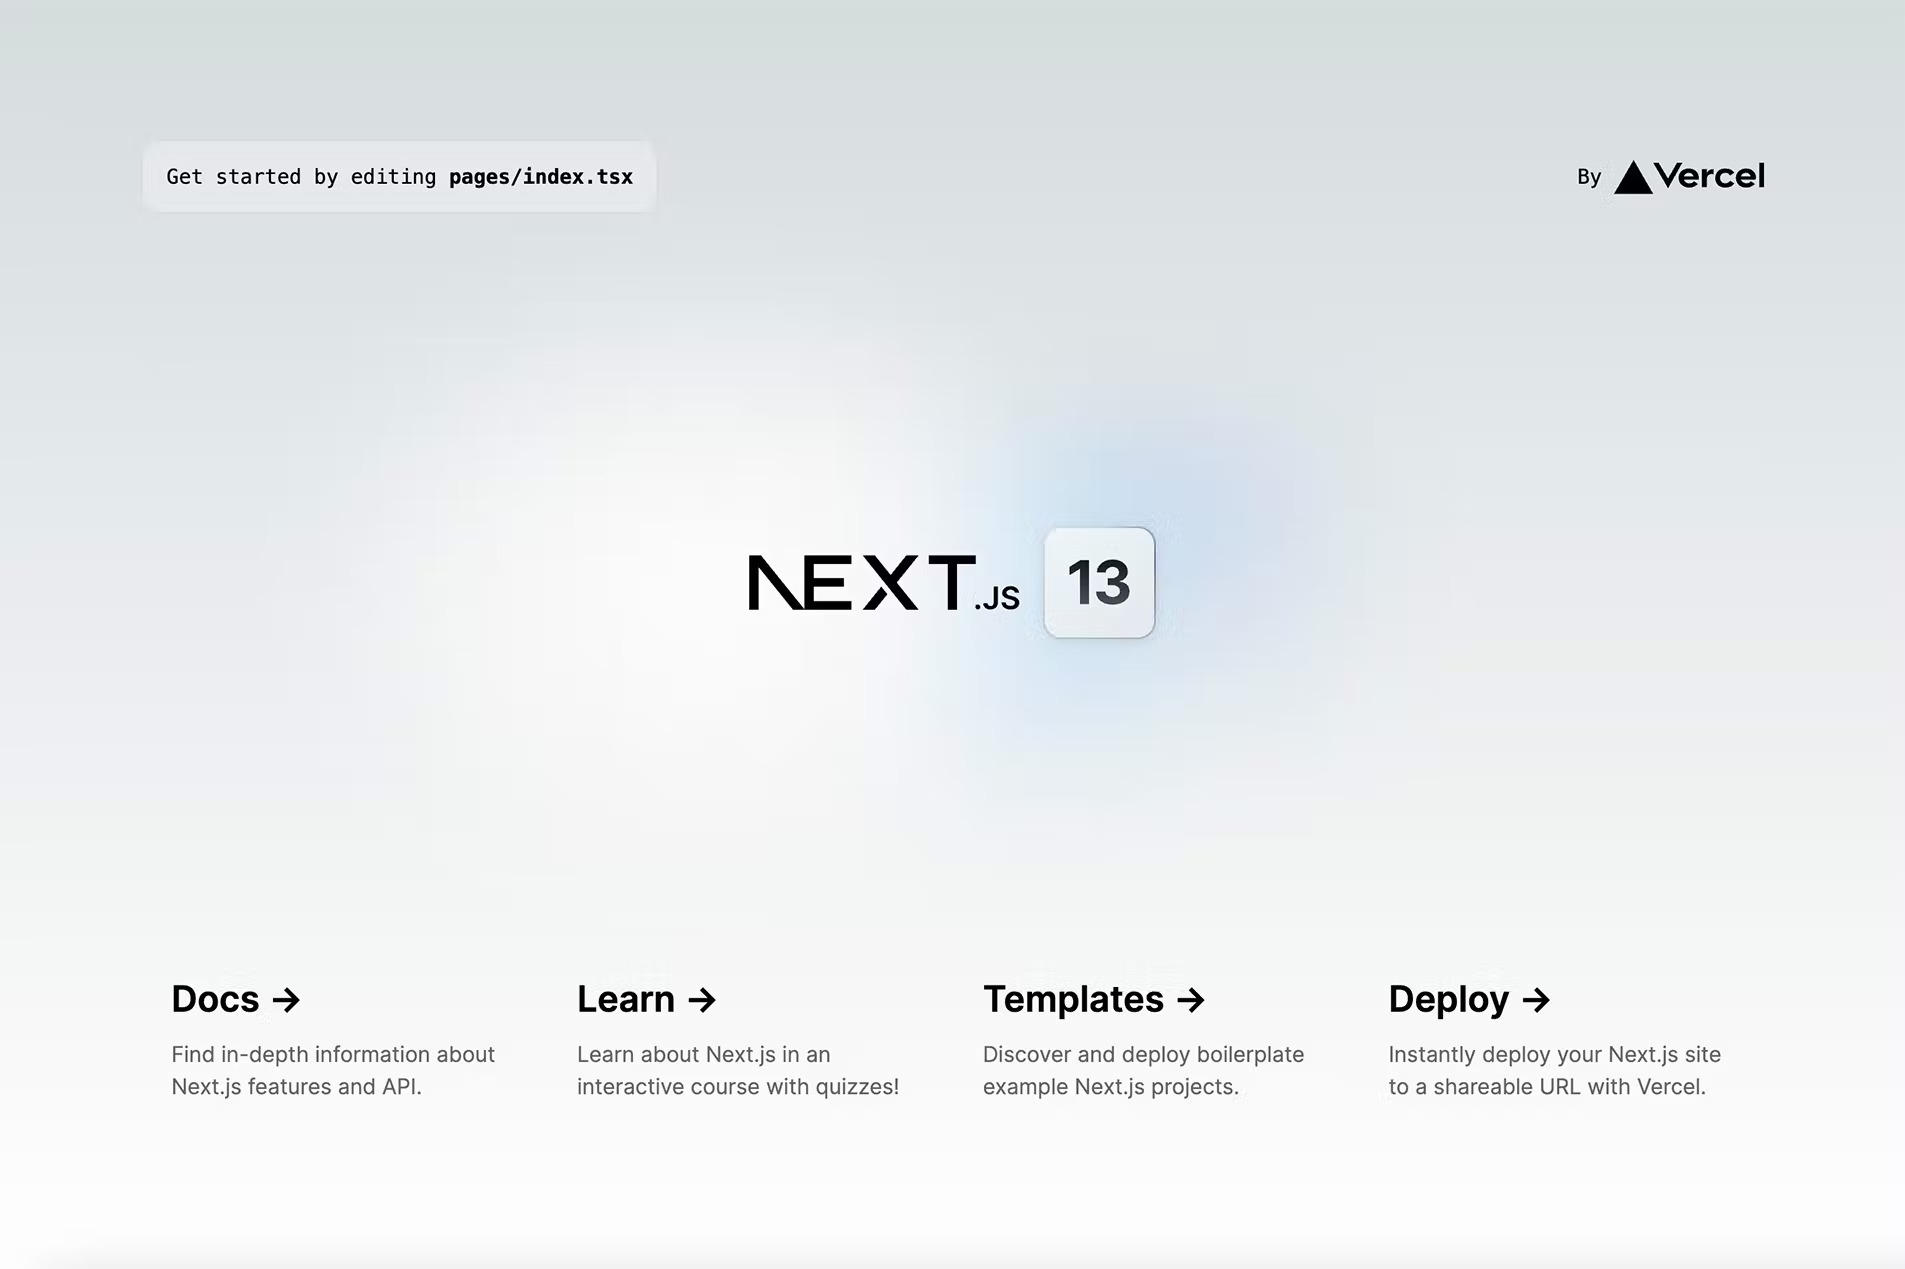 Get started by editing pages/index.tsx
By Vercel
NEXT.JS 13
Docs →
Find in-depth information about
Next.js features and API.
Learn →
Learn about Next.js in an
interactive course with quizzes!
Templates →
Discover and deploy boilerplate
example Next.js projects.
Deploy →
Instantly deploy your Next.js site
to a shareable URL with Vercel.